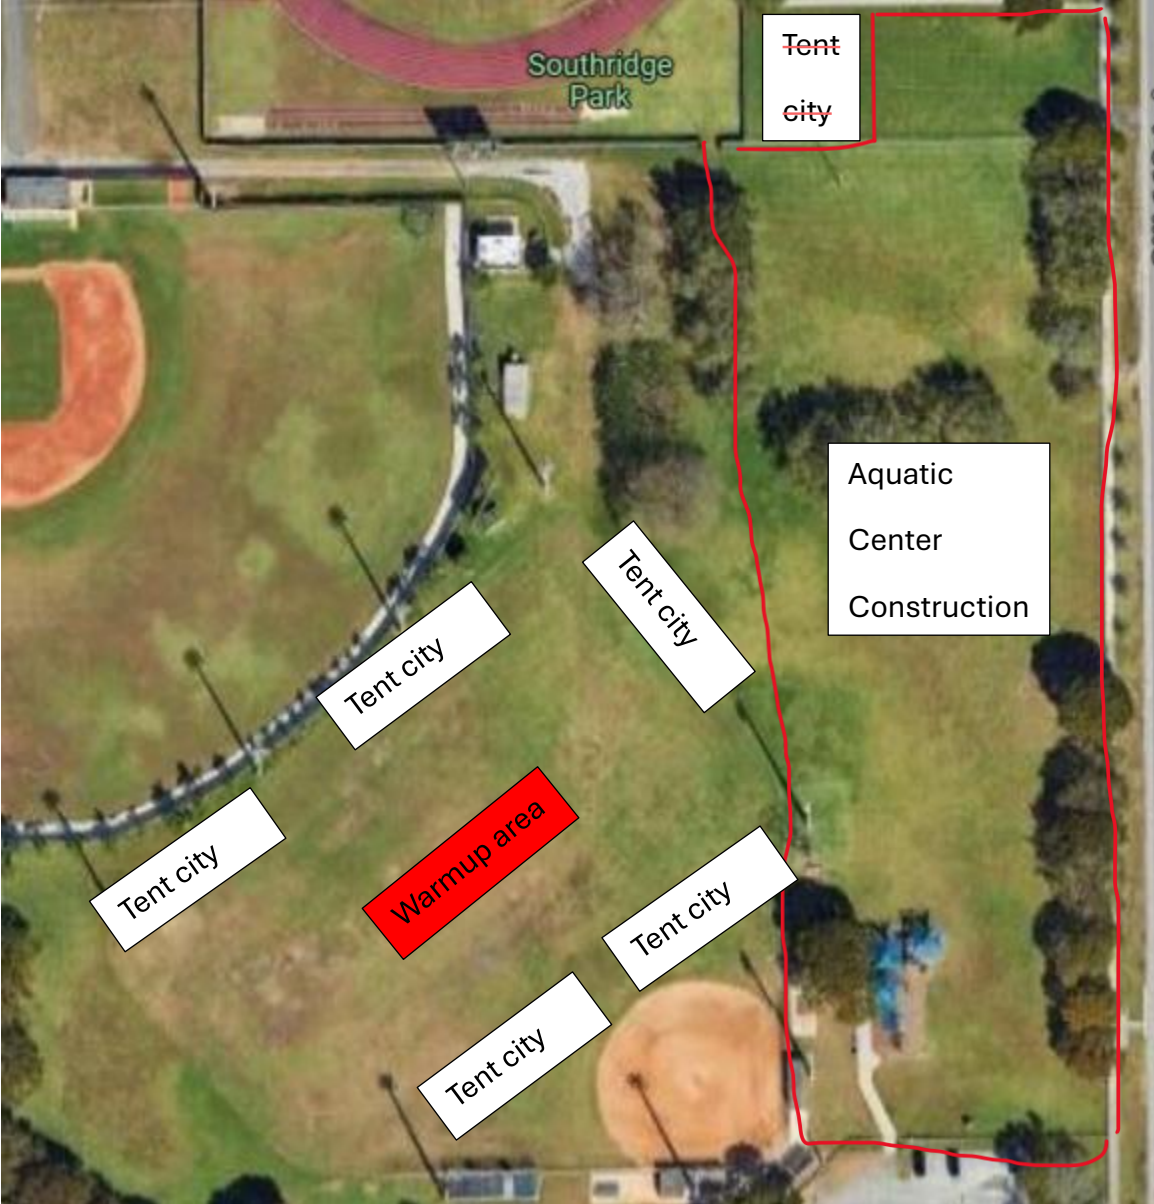 Southridge
Park
Tent
city
Aquatic
Center
Construction
Tent city
Tent city
Warmup area
Tent city
Tent city
Tent city